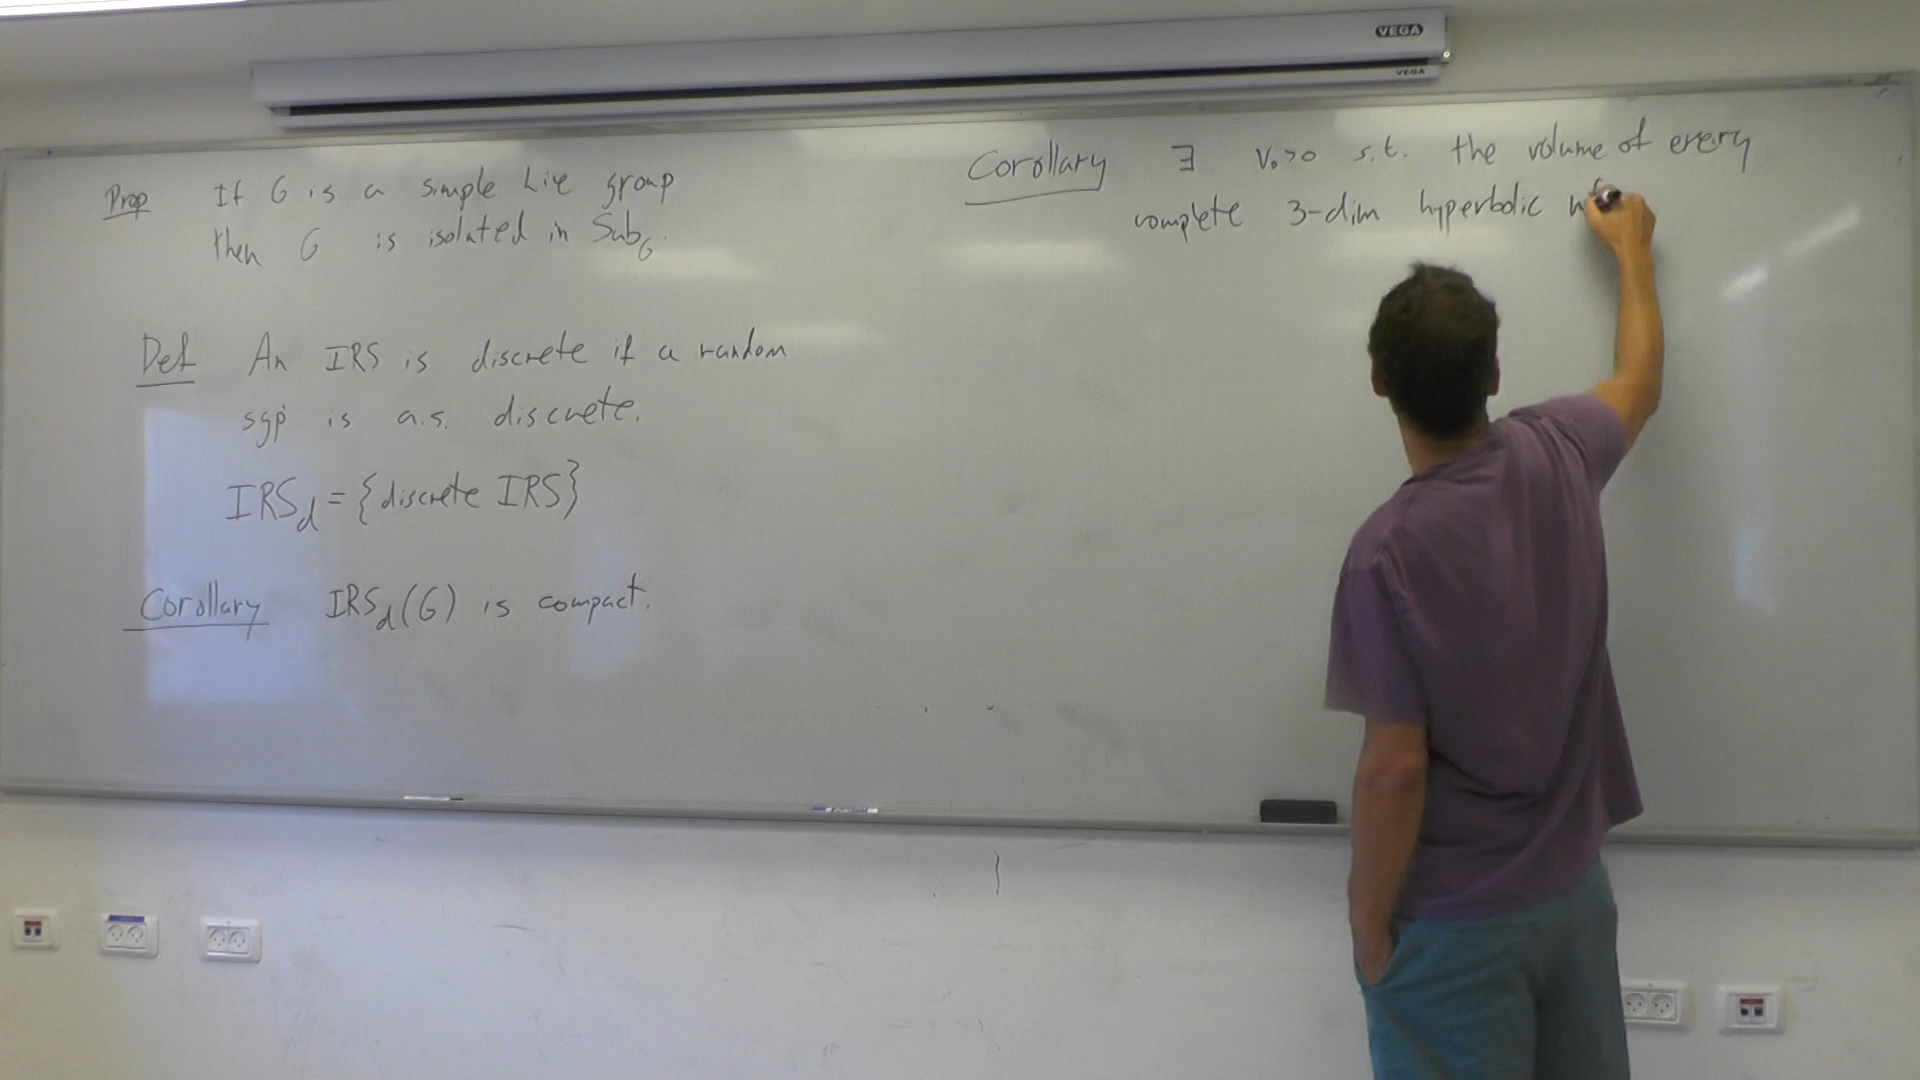 VEGA
VEGA
Prop If G is a simple Lie group
then G is isolated in Sub_G.
Def An IRS is discrete if a random
sgp is a.s. discrete.
IRS_d = {discrete IRS}
Corollary IRS_d(G) is compact.
Corollary ∃ V₀>0 s.t. the volume of every
complete 3-dim hyperbolic